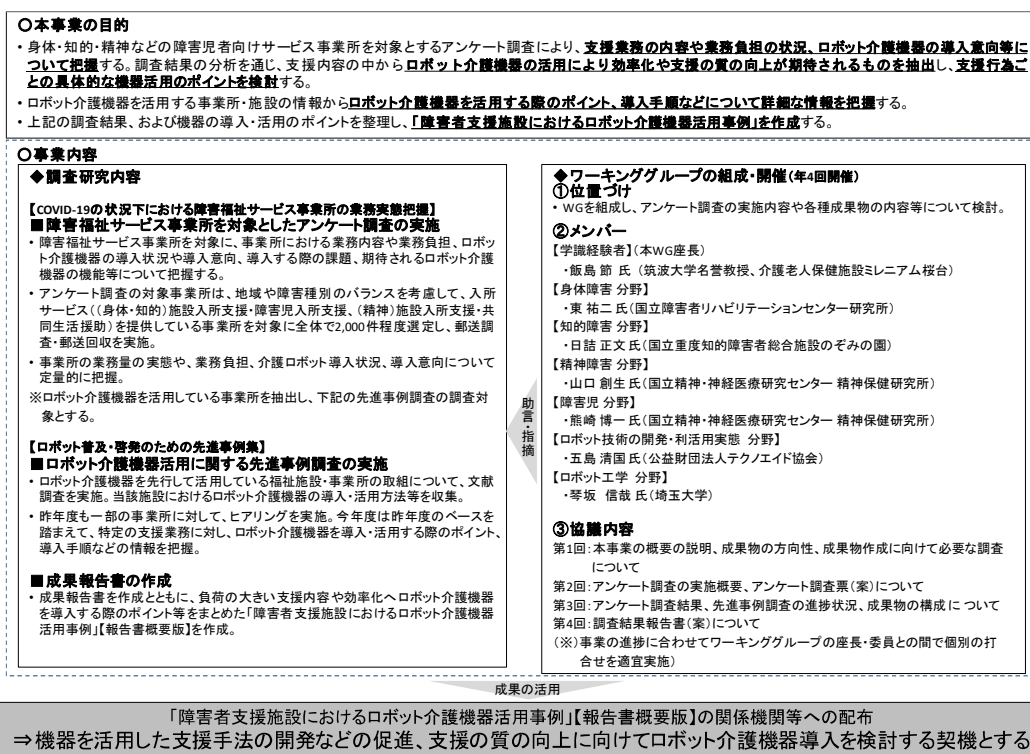 ○本事業の目的
・身体・知的・精神などの障害児者向けサービス事業所を対象とするアンケート調査により、支援業務の内容や業務負担の状況、ロボット介護機器の導入意向等に
ついて把握する。調査結果の分析を通じ、支援内容の中からロボット介護機器の活用により効率化や支援の質の向上が期待されるものを抽出し、支援行為ご
との具体的な機器活用のポイントを検討する。
・ロボット介護機器を活用する事業所・施設の情報からロボット介護機器を活用する際のポイント、導入手順などについて詳細な情報を把握する。
・上記の調査結果、および機器の導入・活用のポイントを整理し、「障害者支援施設におけるロボット介護機器活用事例」を作成する。
○事業内容
◆調査研究内容
【COVID-19の状況下における障害福祉サービス事業所の業務実態把握】
■障害福祉サービス事業所を対象としたアンケート調査の実施
・障害福祉サービス事業所を対象に、事業所における業務内容や業務負担、ロボッ
ト介護機器の導入状況や導入意向、導入する際の課題、期待されるロボット介護
機器の機能等について把握する。
・アンケート調査の対象事業所は、地域や障害種別のバランスを考慮して、入所
サービス((身体・知的)施設入所支援・障害児入所支援、(精神)施設入所支援・共
同生活援助)を提供している事業所を対象に全体で2,000件程度選定し、郵送調
査・郵送回収を実施。
・事業所の業務量の実態や、業務負担、介護ロボット導入状況、導入意向について
定量的に把握。
※ロボット介護機器を活用している事業所を抽出し、下記の先進事例調査の調査対
象とする。
【ロボット普及・啓発のための先進事例集】
■ロボット介護機器活用に関する先進事例調査の実施
・ロボット介護機器を先行して活用している福祉施設・事業所の取組について、文献
調査を実施。当該施設におけるロボット介護機器の導入・活用方法等を収集。
・昨年度も一部の事業所に対して、ヒアリングを実施。今年度は昨年度のベースを
踏まえて、特定の支援業務に対し、ロボット介護機器を導入・活用する際のポイント、
導入手順などの情報を把握。
■成果報告書の作成
・成果報告書を作成とともに、負荷の大きい支援内容や効率化へロボット介護機器
を導入する際のポイント等をまとめた「障害者支援施設におけるロボット介護機器
活用事例」【報告書概要版】を作成。
助言・指摘
◆ワーキンググループの組成・開催(年4回開催)
①位置づけ
・WGを組成し、アンケート調査の実施内容や各種成果物の内容等について検討。
②メンバー
【学識経験者】(本WG座長)
・飯島 節 氏 (筑波大学名誉教授、介護老人保健施設ミレニアム桜台)
【身体障害 分野】
・東 祐二 氏(国立障害者リハビリテーションセンター研究所)
【知的障害 分野】
・日詰 正文 氏(国立重度知的障害者総合施設のぞみの園)
【精神障害 分野】
・山口 創生 氏(国立精神・神経医療研究センター 精神保健研究所)
【障害児 分野】
・熊崎 博一 氏(国立精神・神経医療研究センター 精神保健研究所)
【ロボット技術の開発・利活用実態 分野】
・五島 清国 氏(公益財団法人テクノエイド協会)
【ロボット工学 分野】
・琴坂 信哉 氏(埼玉大学)
③協議内容
第1回:本事業の概要の説明、成果物の方向性、成果物作成に向けて必要な調査
について
第2回:アンケート調査の実施概要、アンケート調査票(案)について
第3回:アンケート調査結果、先進事例調査の進捗状況、成果物の構成に ついて
第4回:調査結果報告書(案)について
(※)事業の進捗に合わせてワーキンググループの座長・委員との間で個別の打
合せを適宜実施)
成果の活用
「障害者支援施設におけるロボット介護機器活用事例」【報告書概要版】の関係機関等への配布
⇒機器を活用した支援手法の開発などの促進、支援の質の向上に向けてロボット介護機器導入を検討する契機とする